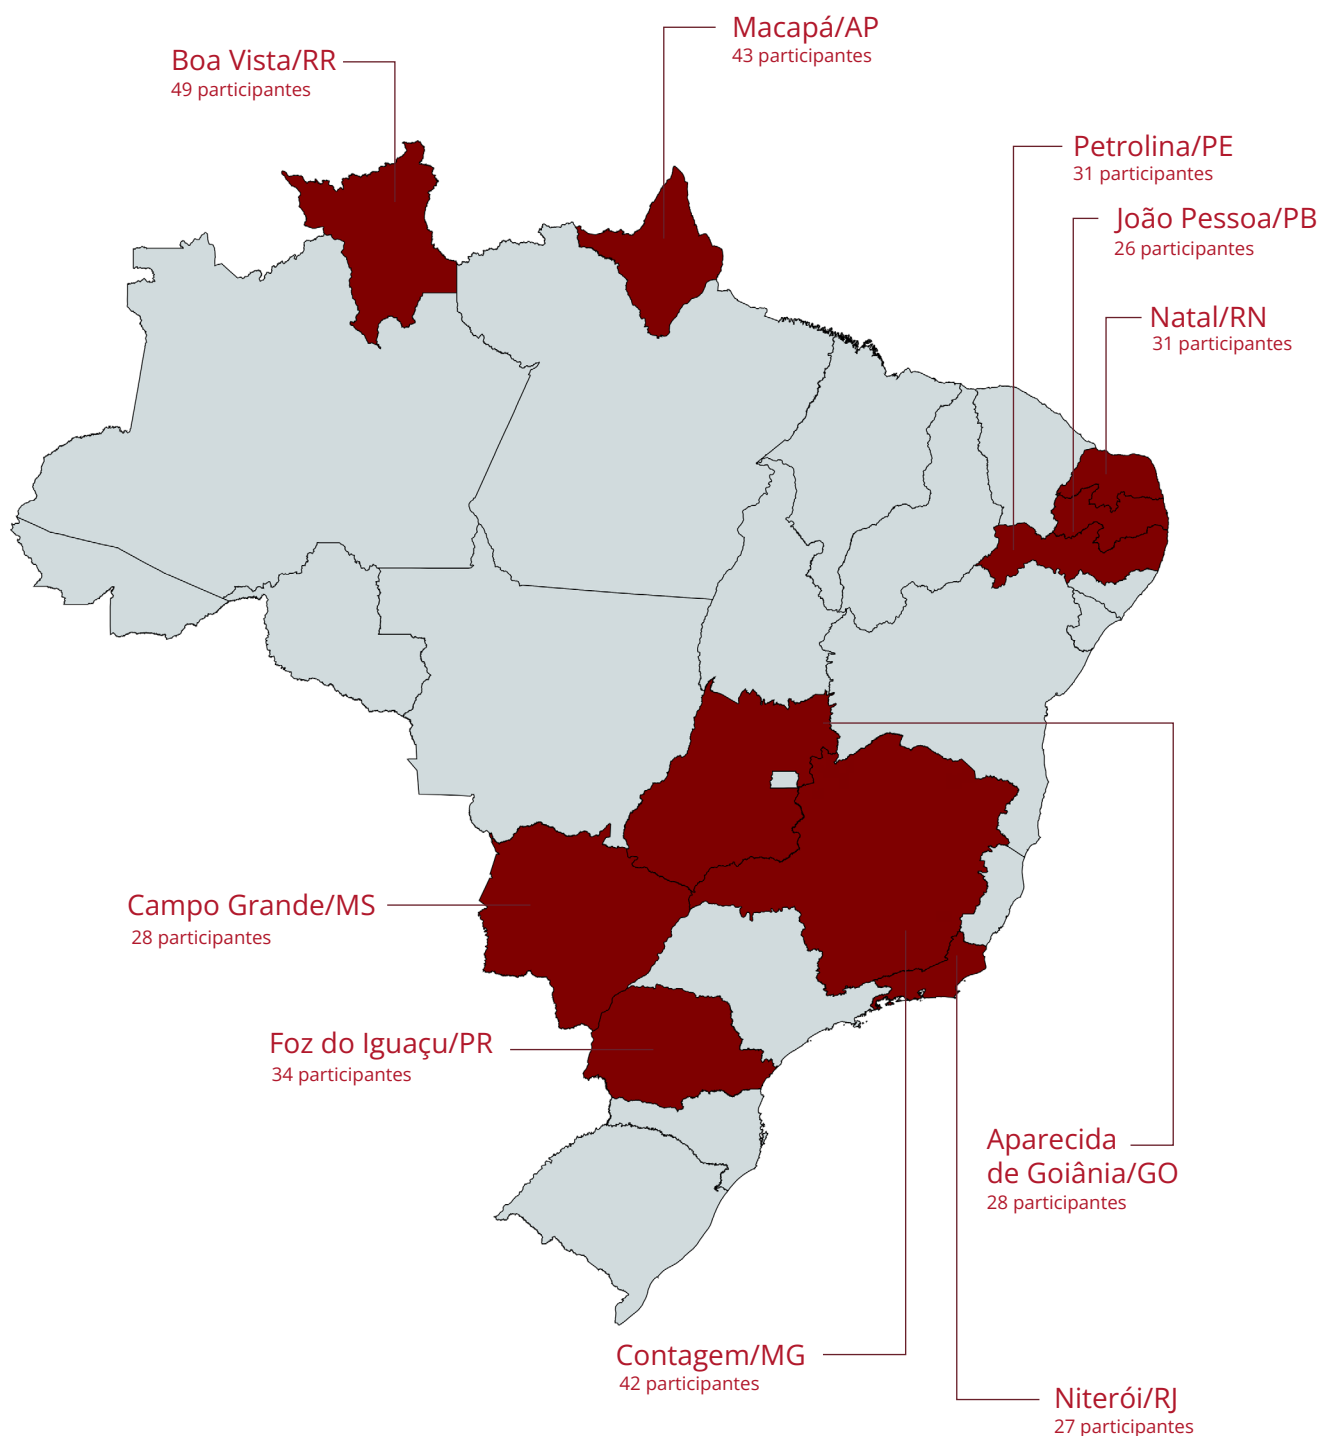 Macapá/AP
43 participantes
Boa Vista/RR
49 participantes
Petrolina/PE
31 participantes
João Pessoa/PB
26 participantes
Natal/RN
31 participantes
Campo Grande/MS
28 participantes
Foz do Iguaçu/PR
34 participantes
Aparecida
de Goiânia/GO
28 participantes
Contagem/MG
42 participantes
Niterói/RJ
27 participantes